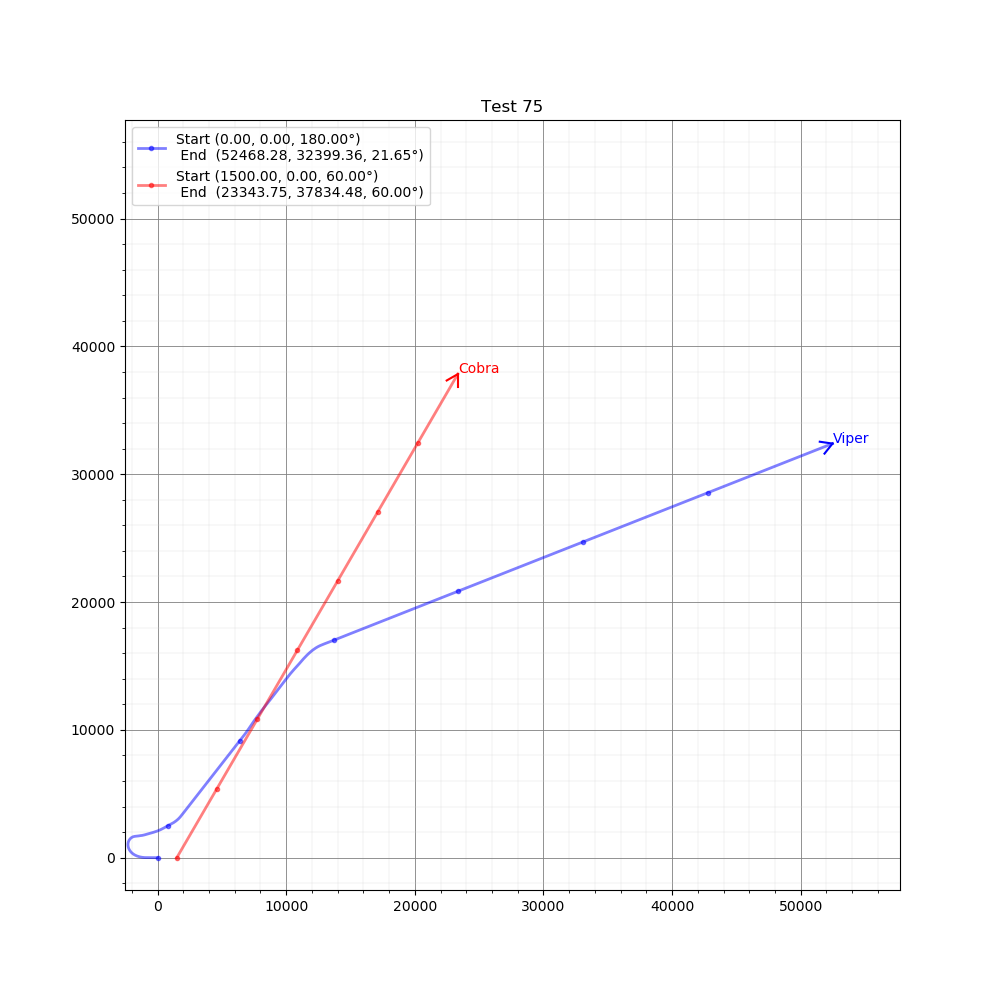 Test 75
Start (0.00, 0.00, 180.00°)
End  (52468.28, 32399.36, 21.65°)
Start (1500.00, 0.00, 60.00°)
End  (23343.75, 37834.48, 60.00°)
50000
40000
Cobra
Viper
30000
20000
10000
0
0 10000 20000 30000 40000 50000